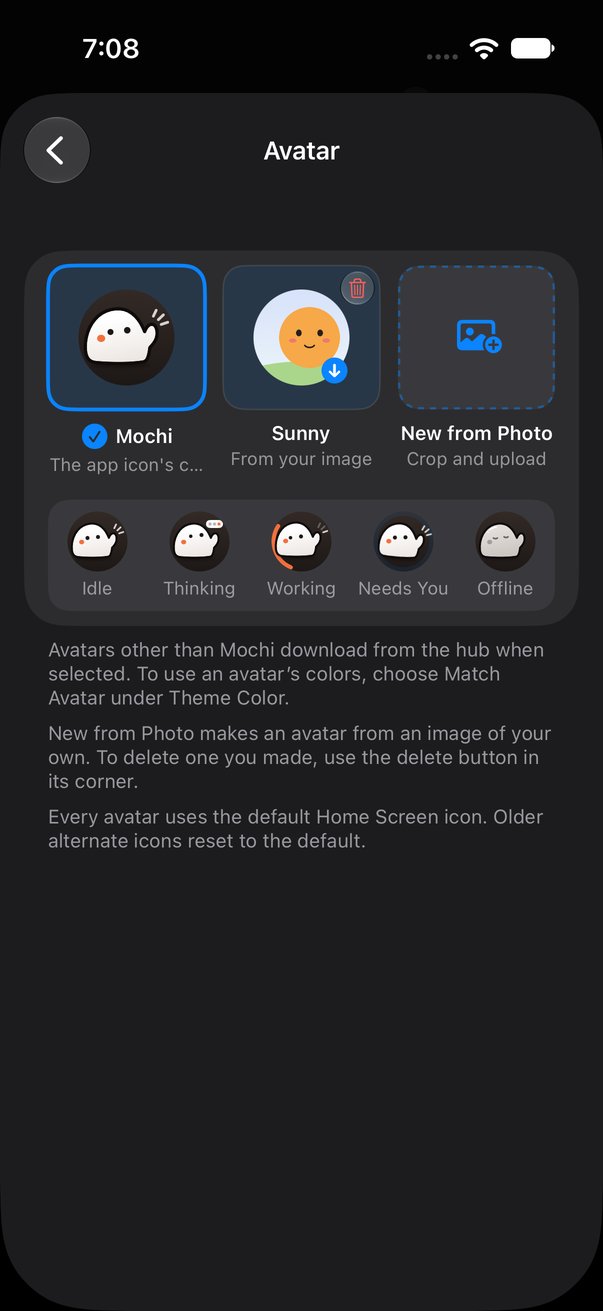 7:08
Avatar
Mochi
The app icon's c...
Sunny
From your image
New from Photo
Crop and upload
Idle
Thinking
Working
Needs You
Offline
Avatars other than Mochi download from the hub when
selected. To use an avatar’s colors, choose Match
Avatar under Theme Color.
New from Photo makes an avatar from an image of your
own. To delete one you made, use the delete button in
its corner.
Every avatar uses the default Home Screen icon. Older
alternate icons reset to the default.